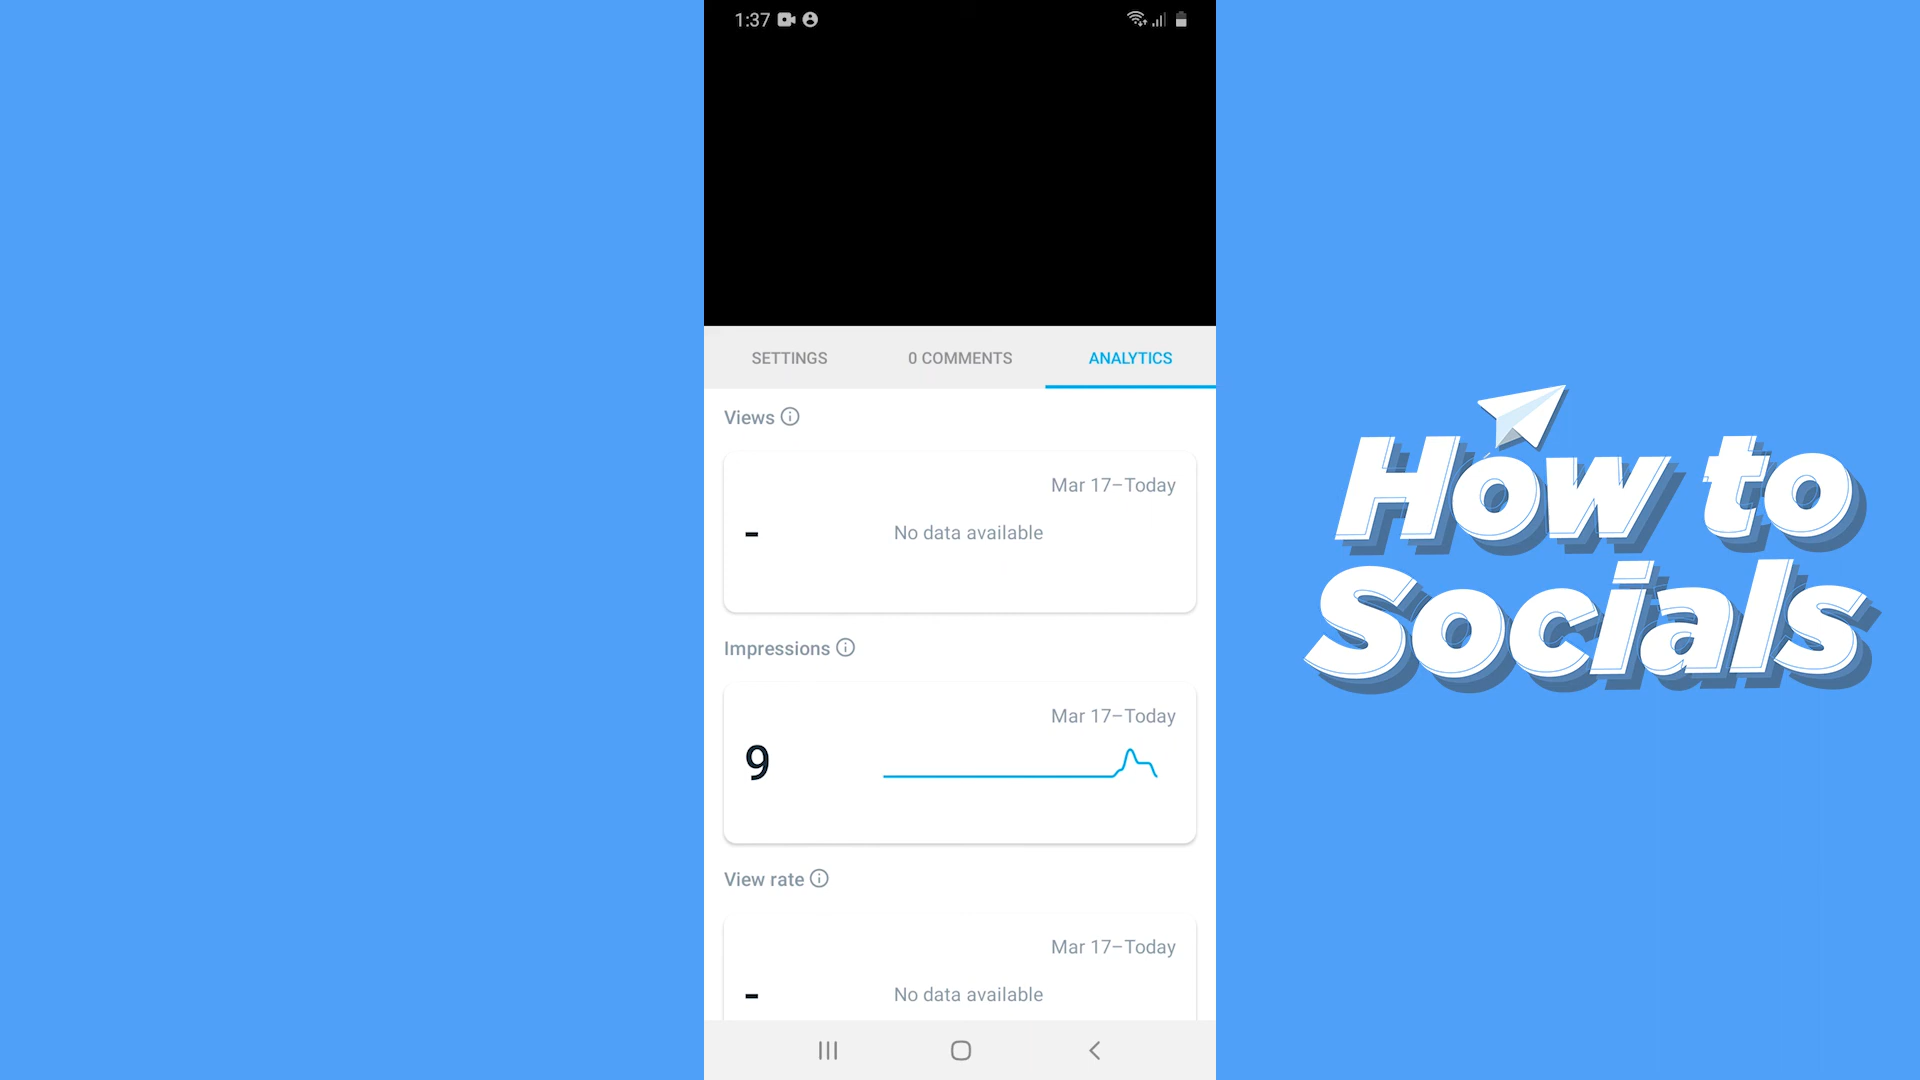 1:37
SETTINGS 0 COMMENTS ANALYTICS
Views
Mar 17–Today
- No data available
Impressions
Mar 17–Today
9
View rate
Mar 17–Today
- No data available
How to
Socials